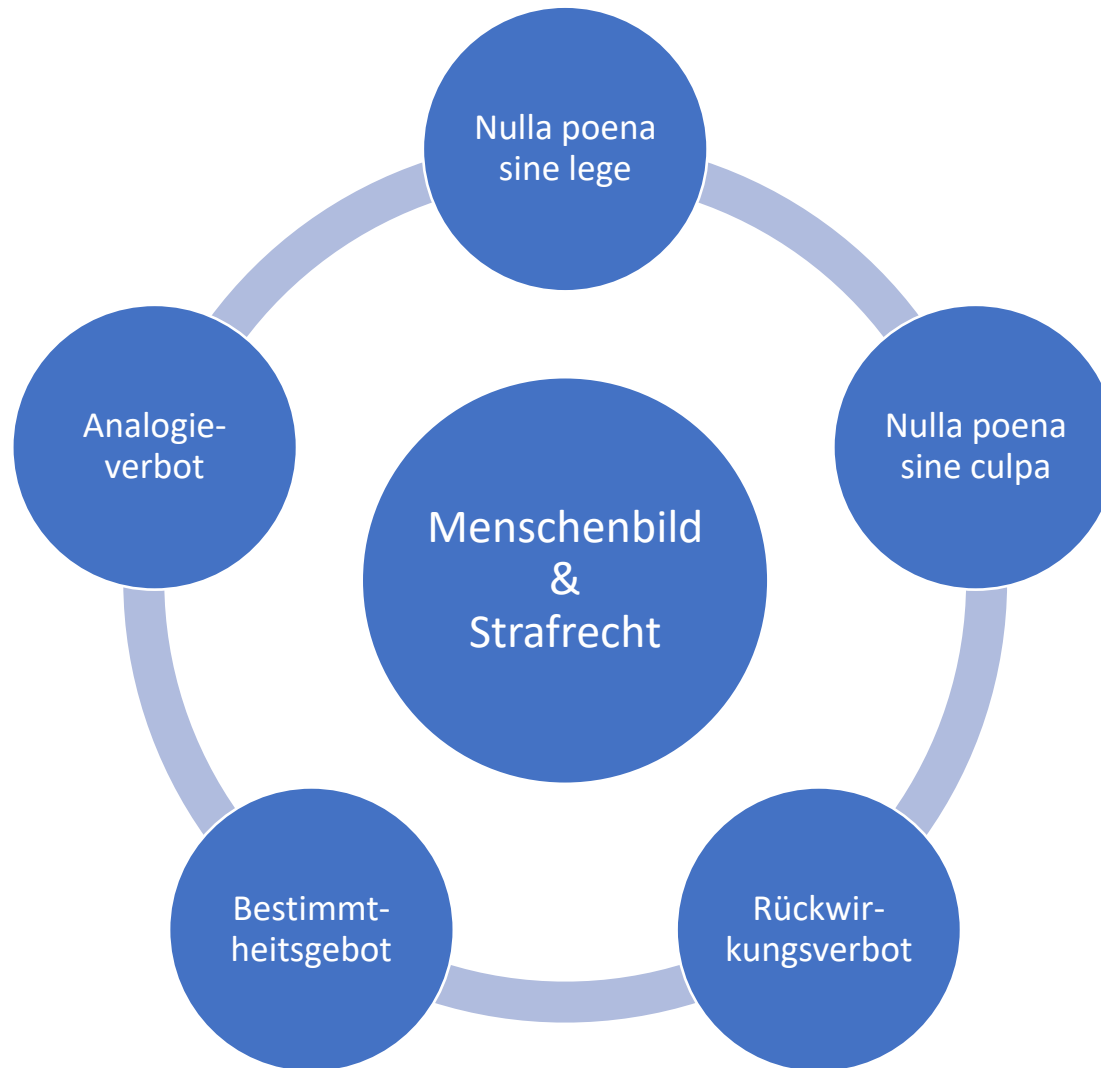 Nulla poena
sine lege
Nulla poena
sine culpa
Rückwir-
kungsverbot
Bestimmt-
heitsgebot
Analogie-
verbot
Menschenbild
&
Strafrecht